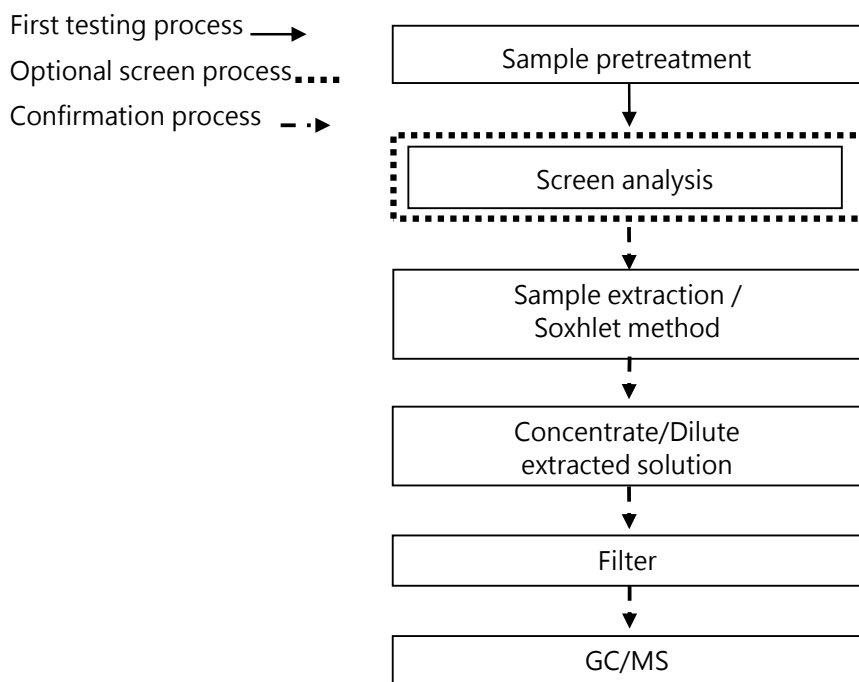 First testing process
Optional screen process
Confirmation process
Sample pretreatment
Screen analysis
Sample extraction /
Soxhlet method
Concentrate/Dilute
extracted solution
Filter
GC/MS